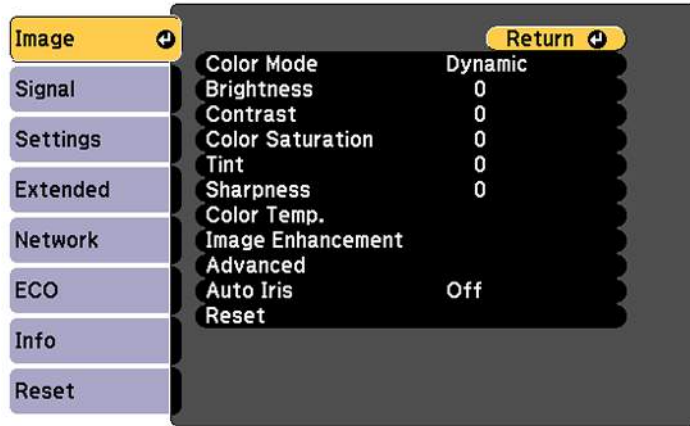 Image
Signal
Settings
Extended
Network
ECO
Info
Reset
Return
Color Mode Dynamic
Brightness 0
Contrast 0
Color Saturation 0
Tint 0
Sharpness 0
Color Temp.
Image Enhancement
Advanced
Auto Iris Off
Reset